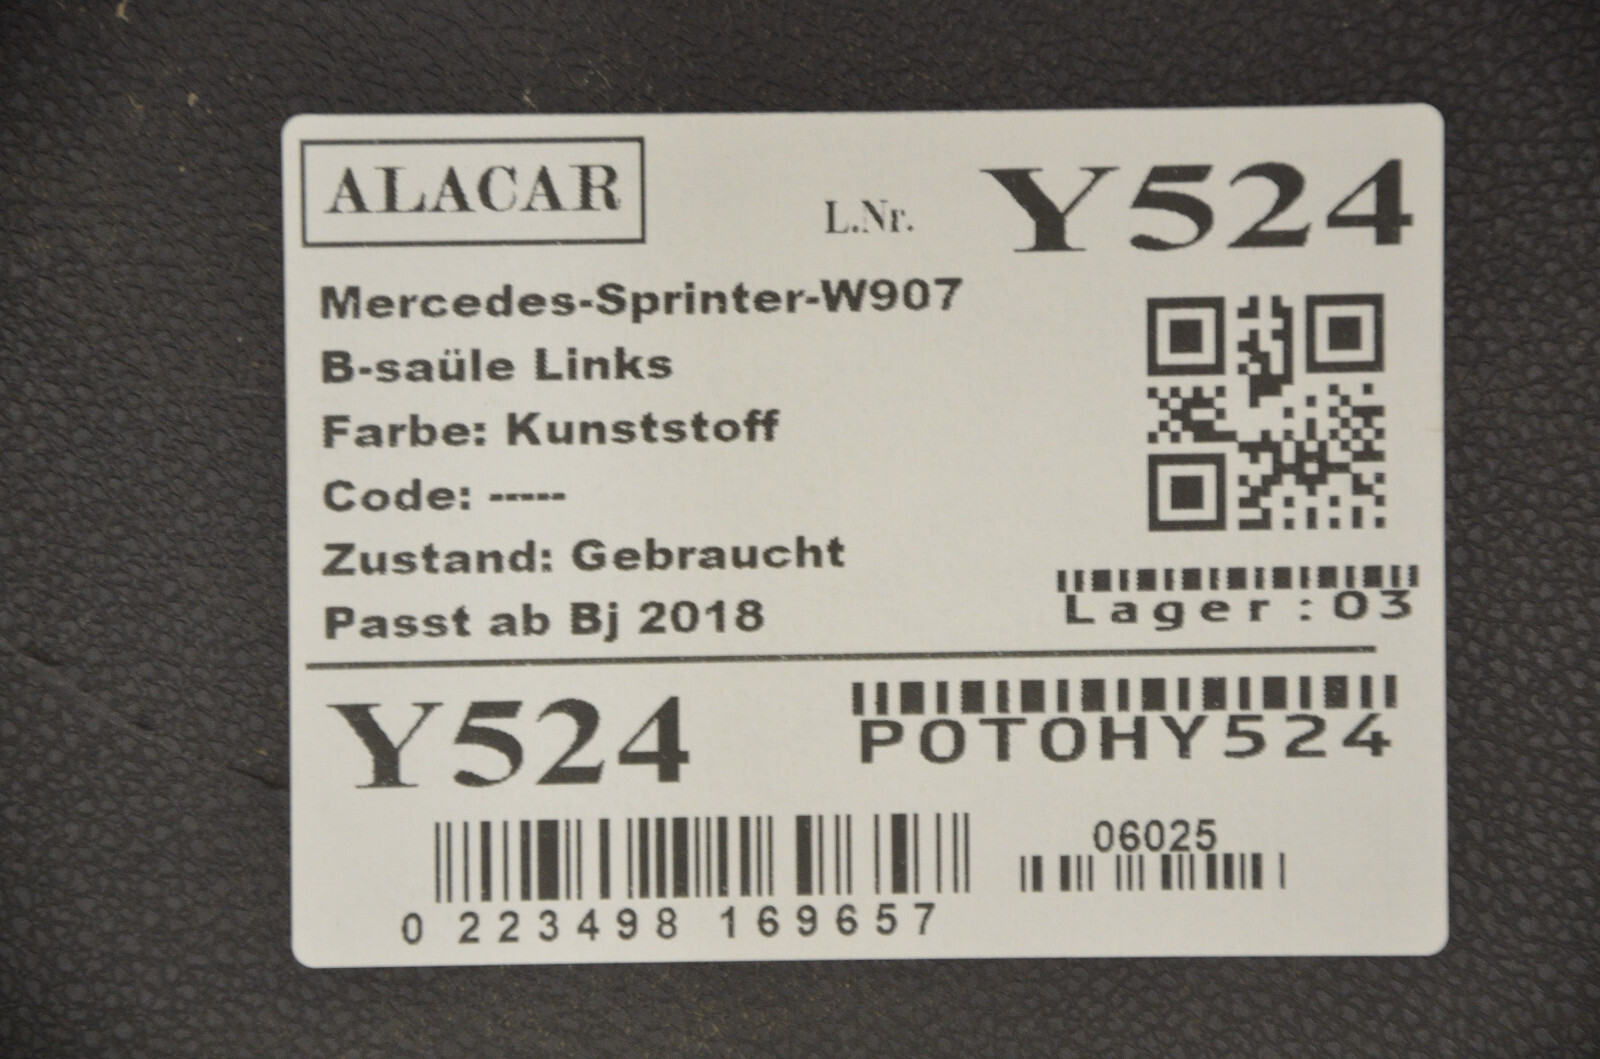 ALACAR
L.Nr. Y524
Mercedes-Sprinter-W907
B-saüle Links
Farbe: Kunststoff
Code: -----
Zustand: Gebraucht
Passt ab Bj 2018
Lager:03
Y524
POTOHY524
06025
0 223498 169657